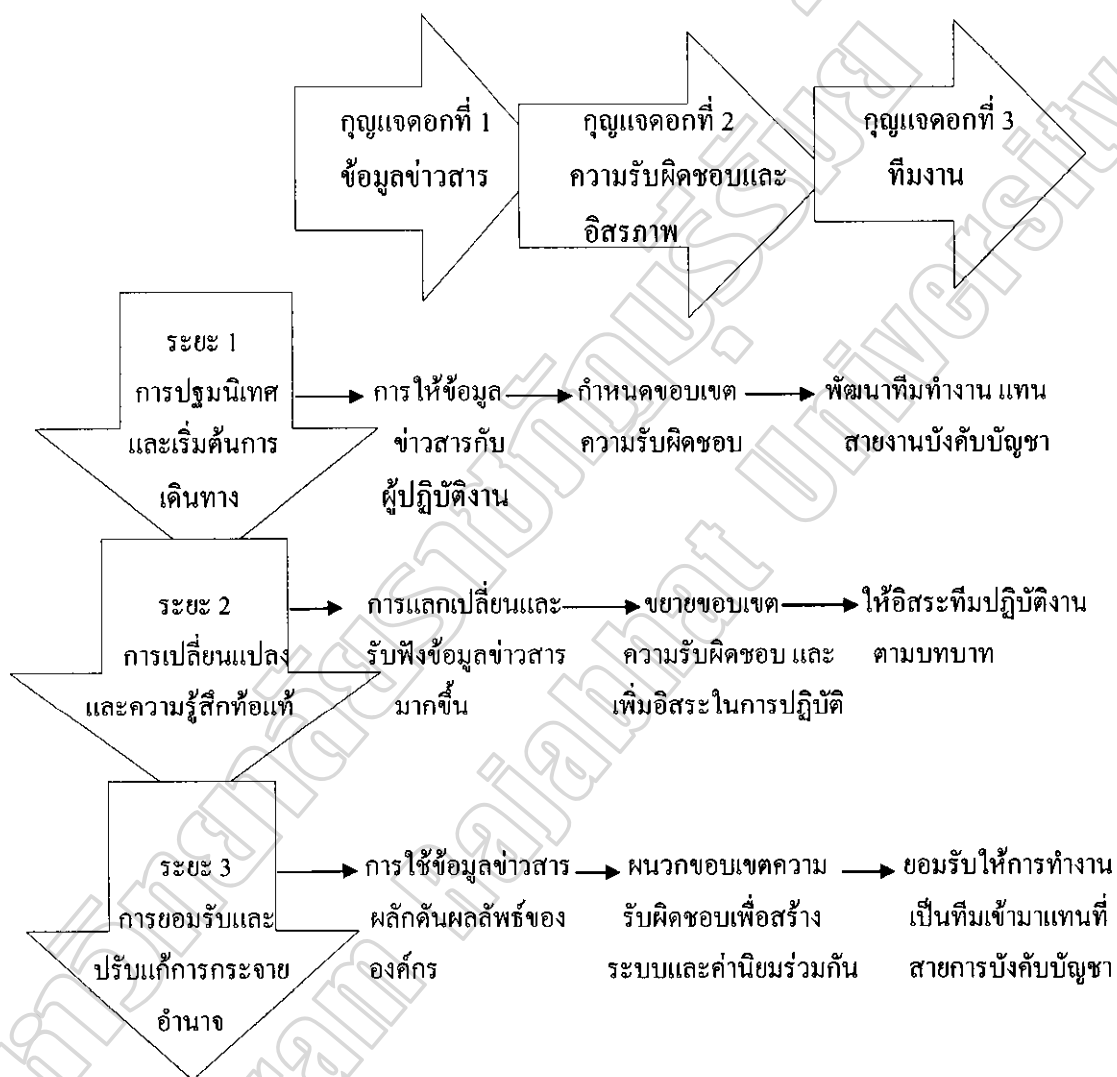 กุญแจดอกที่ 1
ข้อมูลข่าวสาร
กุญแจดอกที่ 2
ความรับผิดชอบและ
อิสรภาพ
กุญแจดอกที่ 3
ทีมงาน
ระยะ 1
การปฐมนิเทศ
และเริ่มต้นการ
เดินทาง
การให้ข้อมูล
ข่าวสารกับ
ผู้ปฏิบัติงาน
กำหนดขอบเขต
ความรับผิดชอบ
พัฒนาทีมทำงาน แทน
สายงานบังคับบัญชา
ระยะ 2
การเปลี่ยนแปลง
และความรู้สึกท้อแท้
การแลกเปลี่ยนและ
รับฟังข้อมูลข่าวสาร
มากขึ้น
ขยายขอบเขต
ความรับผิดชอบ และ
เพิ่มอิสระในการปฏิบัติ
ให้อิสระทีมปฏิบัติงาน
ตามบทบาท
ระยะ 3
การยอมรับและ
ปรับแก้การกระจาย
อำนาจ
การใช้ข้อมูลข่าวสาร
ผลักดันผลลัพธ์ของ
องค์กร
ผนวกขอบเขตความ
รับผิดชอบเพื่อสร้าง
ระบบและค่านิยมร่วมกัน
ยอมรับให้การทำงาน
เป็นทีมเข้ามาแทนที่
สายการบังคับบัญชา
Rajabhat University